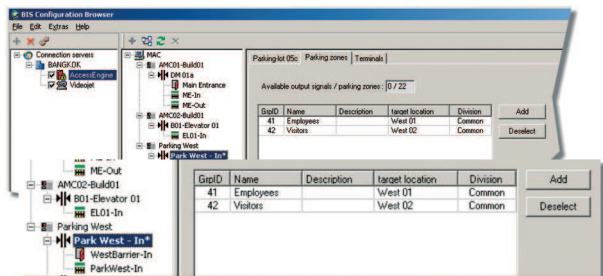 BIS Configuration Browser
File Edit Extras Help
Connection servers
BANGKOK
AccessEngine
Videojet
MAC
AMC01-Build01
DM 01a
Main Entrance
ME-In
ME-Out
AMC02-Build01
B01-Elevator 01
EL01-In
Parking West
Park West - In*
Parking-lot 05c Parking zones Terminals
Available output signals / parking zones : 0 / 22
GrpID Name Description target location Division
41 Employees West 01 Common
42 Visitors West 02 Common
Add
Deselect
ME-Out
AMC02-Build01
B01-Elevator 01
EL01-In
Parking West
Park West - In*
WestBarrier-In
ParkWest-In
GrpID Name Description target location Division
41 Employees West 01 Common
42 Visitors West 02 Common
Add
Deselect